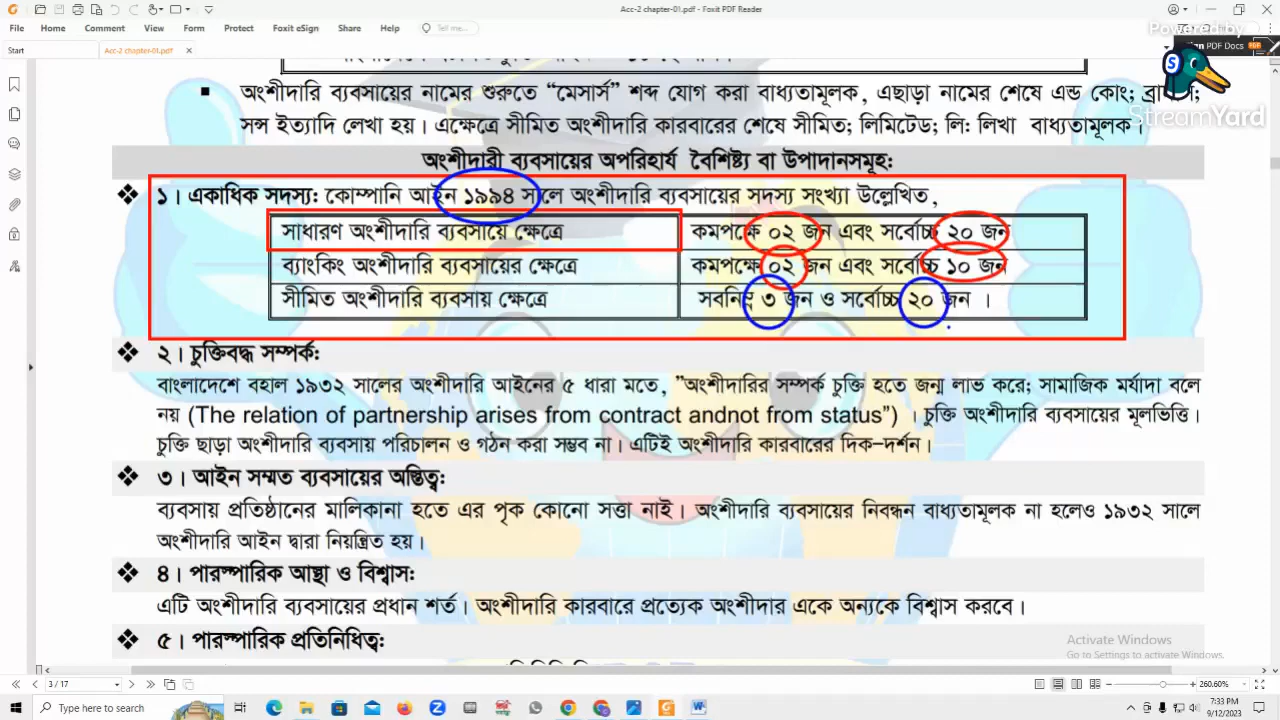 Acc-2 chapter-01.pdf - Foxit PDF Reader
File Home Comment View Form Protect Foxit eSign Share Help Tell me...
Powered by
Start Acc-2 chapter-01.pdf
PDF Docs
StreamYard
■ অংশীদারি ব্যবসায়ের নামের শুরুতে “মেসার্স” শব্দ যোগ করা বাধ্যতামূলক, এছাড়া নামের শেষে এন্ড কোং;
সন্স ইত্যাদি লেখা হয়। এক্ষেত্রে সীমিত অংশীদারি কারবারের শেষে সীমিত; লিমিটেড; লি: লিখা বাধ্যতামূলক।
অংশীদারী ব্যবসায়ের অপরিহার্য বৈশিষ্ট্য বা উপাদানসমূহ:
❖ ১। একাধিক সদস্য: কোম্পানি আইন ১৯৯৪ সালে অংশীদারি ব্যবসায়ের সদস্য সংখ্যা উল্লেখিত,
সাধারণ অংশীদারি ব্যবসায়ে ক্ষেত্রে কমপক্ষে ০২ জন এবং সর্বোচ্চ ২০ জন
ব্যাংকিং অংশীদারি ব্যবসায়ের ক্ষেত্রে কমপক্ষে ০২ জন এবং সর্বোচ্চ ১০ জন
সীমিত অংশীদারি ব্যবসায় ক্ষেত্রে সবনিম্ন ৩ জন ও সর্বোচ্চ ২০ জন ।
❖ ২। চুক্তিবদ্ধ সম্পর্ক:
বাংলাদেশে বহাল ১৯৩২ সালের অংশীদারি আইনের ৫ ধারা মতে, ”অংশীদারির সম্পর্ক চুক্তি হতে জন্ম লাভ করে; সামাজিক মর্যাদা বলে
নয় (The relation of partnership arises from contract andnot from status”) । চুক্তি অংশীদারি ব্যবসায়ের মূলভিত্তি।
চুক্তি ছাড়া অংশীদারি ব্যবসায় পরিচালন ও গঠন করা সম্ভব না। এটিই অংশীদারি কারবারের দিক-দর্শন।
❖ ৩। আইন সম্মত ব্যবসায়ের অস্তিত্ব:
ব্যবসায় প্রতিষ্ঠানের মালিকানা হতে এর পৃক কোনো সত্তা নাই। অংশীদারি ব্যবসায়ের নিবন্ধন বাধ্যতামূলক না হলেও ১৯৩২ সালে
অংশীদারি আইন দ্বারা নিয়ন্ত্রিত হয়।
❖ ৪। পারস্পারিক আস্থা ও বিশ্বাস:
এটি অংশীদারি ব্যবসায়ের প্রধান শর্ত। অংশীদারি কারবারে প্রত্যেক অংশীদার একে অন্যকে বিশ্বাস করবে।
❖ ৫। পারস্পারিক প্রতিনিধিত্ব:
Activate Windows
Go to Settings to activate Windows.
3 / 17 260.60%
Type here to search
7:33 PM
9/12/2023